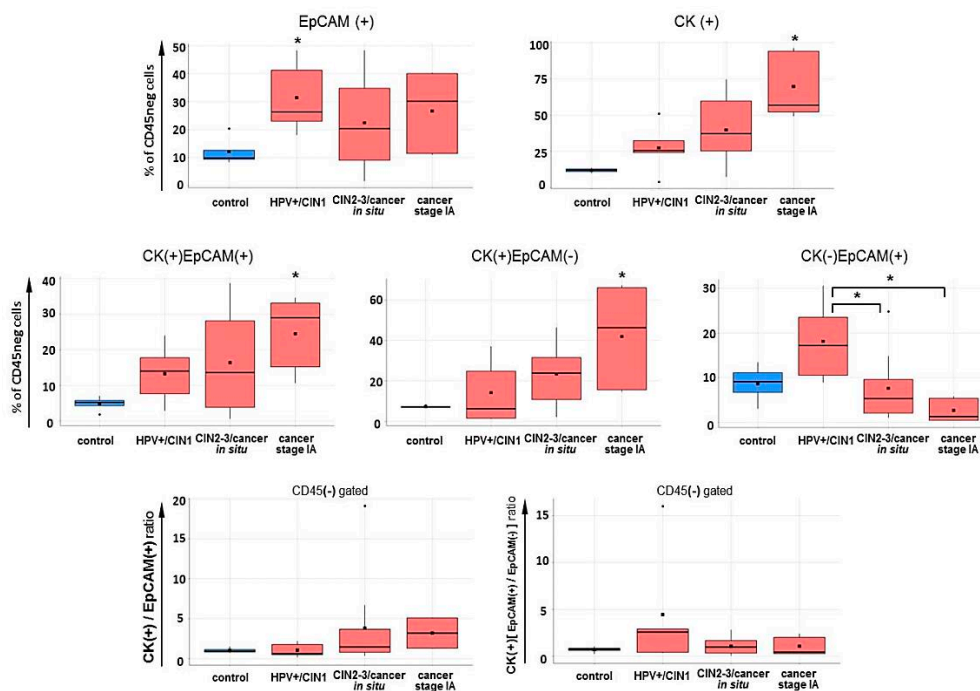 EpCAM (+)
% of CD45neg cells
50
40
30
20
10
0
*
control
HPV+/CIN1
CIN2-3/cancer
in situ
cancer
stage IA
CK (+)
100
75
50
25
0
*
control
HPV+/CIN1
CIN2-3/cancer
in situ
cancer
stage IA
CK(+)EpCAM(+)
% of CD45neg cells
40
30
20
10
0
*
control
HPV+/CIN1
CIN2-3/cancer
in situ
cancer
stage IA
CK(+)EpCAM(-)
60
40
20
0
*
control
HPV+/CIN1
CIN2-3/cancer
in situ
cancer
stage IA
CK(-)EpCAM(+)
30
20
10
0
*
*
control
HPV+/CIN1
CIN2-3/cancer
in situ
cancer
stage IA
CD45(-) gated
CK(+) / EpCAM(+) ratio
20
15
10
5
0
control
HPV+/CIN1
CIN2-3/cancer
in situ
cancer
stage IA
CD45(-) gated
CK(+)[ EpCAM(+) / EpCAM(-) ] ratio
15
10
5
0
control
HPV+/CIN1
CIN2-3/cancer
in situ
cancer
stage IA